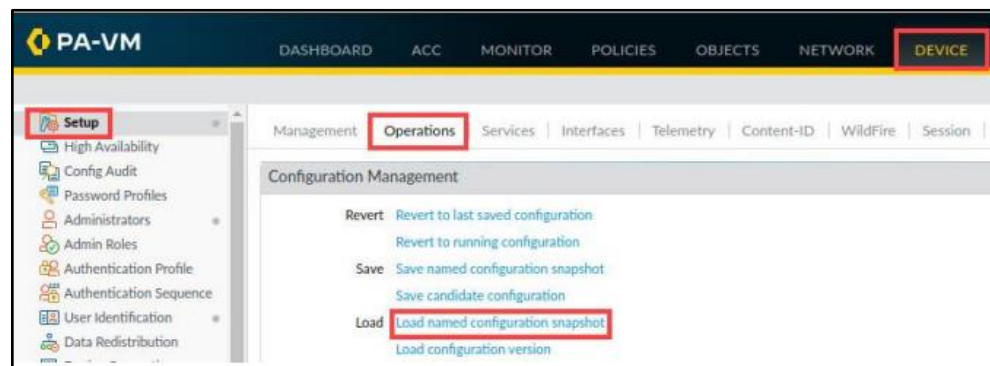 PA-VM
DASHBOARD ACC MONITOR POLICIES OBJECTS NETWORK DEVICE
Setup
High Availability
Config Audit
Password Profiles
Administrators
Admin Roles
Authentication Profile
Authentication Sequence
User Identification
Data Redistribution
Management | Operations | Services | Interfaces | Telemetry | Content-ID | WildFire | Session |
Configuration Management
Revert Revert to last saved configuration
Revert to running configuration
Save Save named configuration snapshot
Save candidate configuration
Load Load named configuration snapshot
Load configuration version